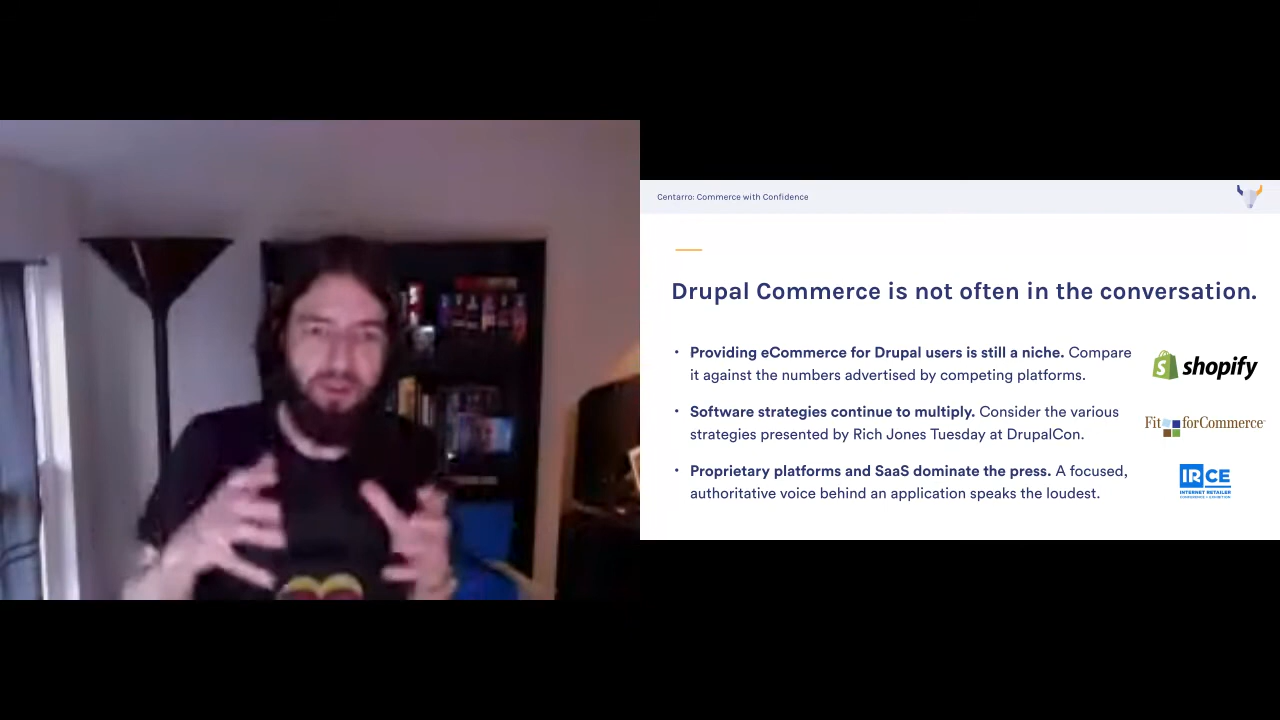 Centarro: Commerce with Confidence
Drupal Commerce is not often in the conversation.
• Providing eCommerce for Drupal users is still a niche. Compare
it against the numbers advertised by competing platforms.
• Software strategies continue to multiply. Consider the various
strategies presented by Rich Jones Tuesday at DrupalCon.
• Proprietary platforms and SaaS dominate the press. A focused,
authoritative voice behind an application speaks the loudest.
shopify
Fit forCommerce
IRCE
INTERNET RETAILER